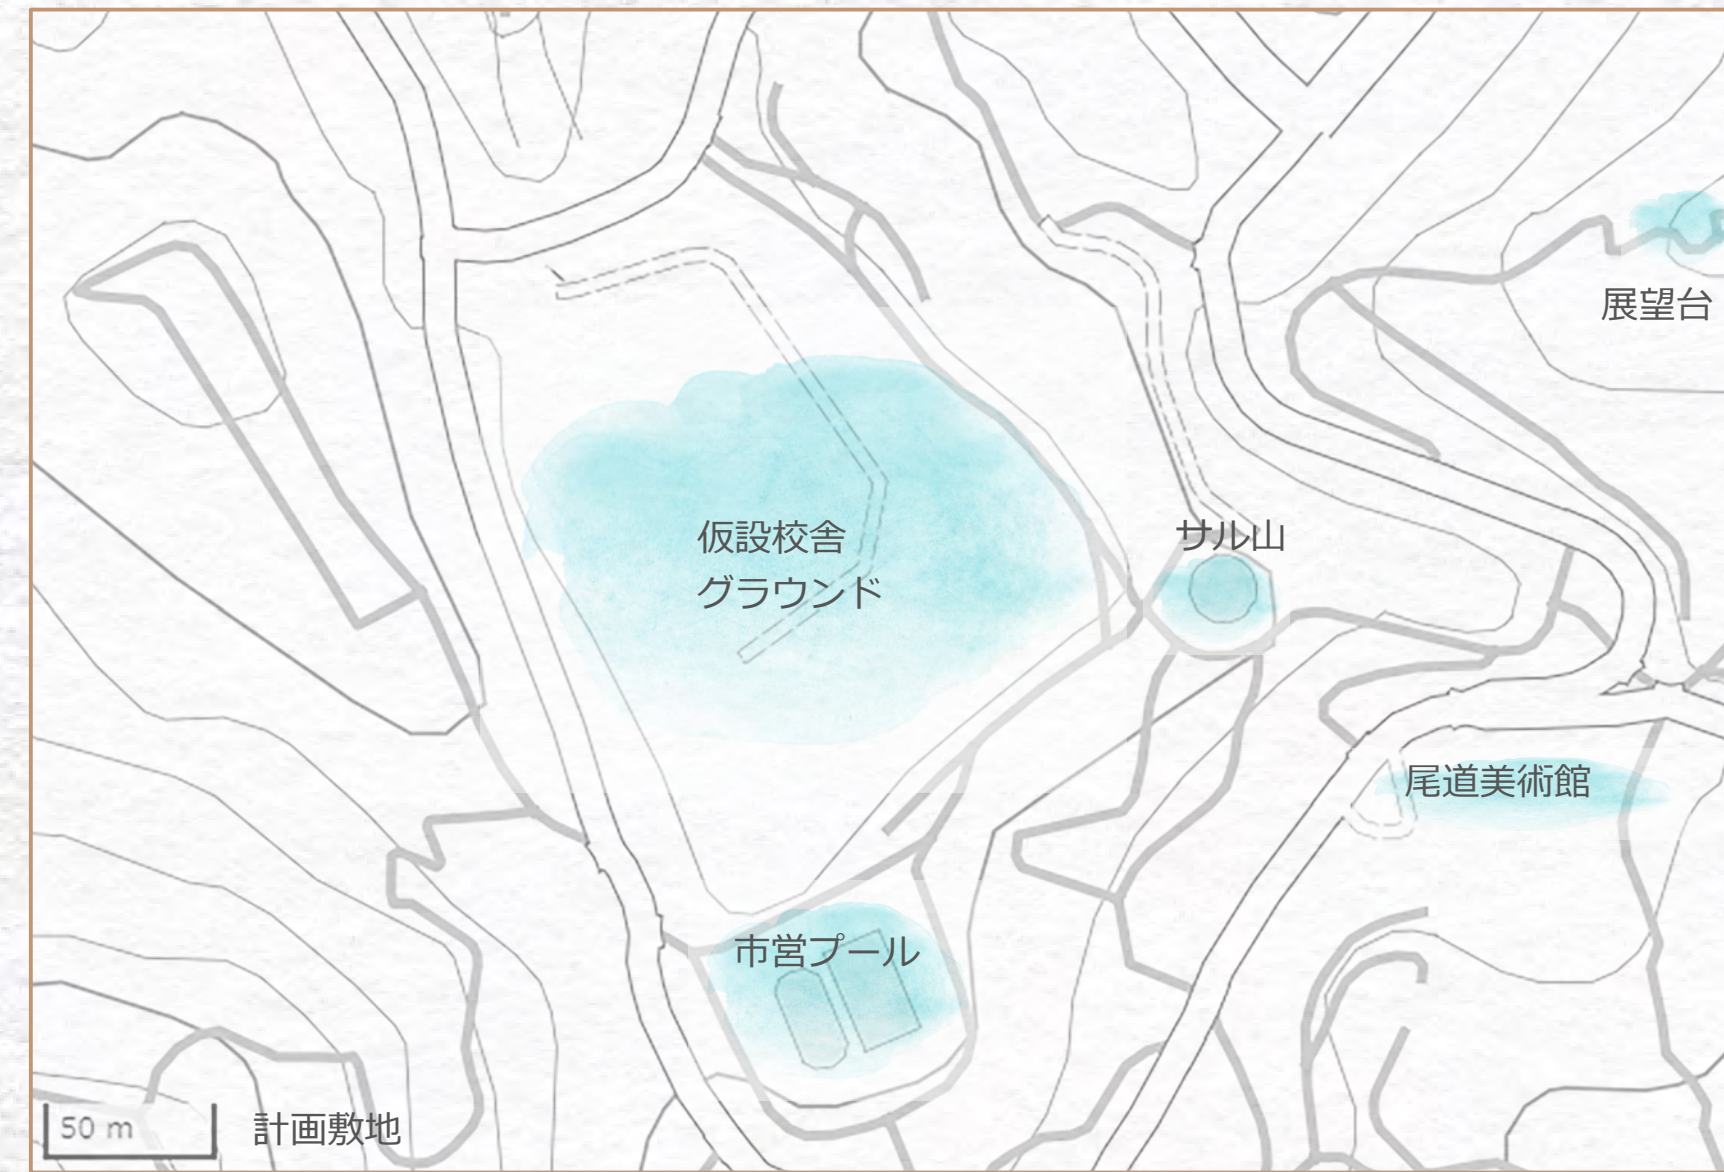 展望台
仮設校舎
グラウンド
サル山
尾道美術館
市営プール
50 m
計画敷地